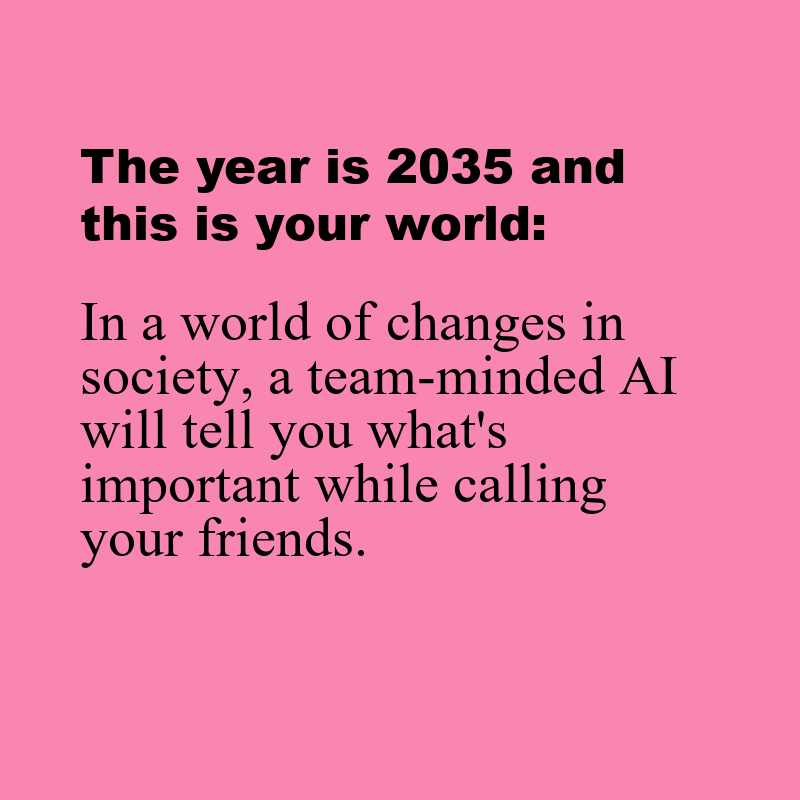 The year is 2035 and
this is your world:
In a world of changes in
society, a team-minded AI
will tell you what's
important while calling
your friends.